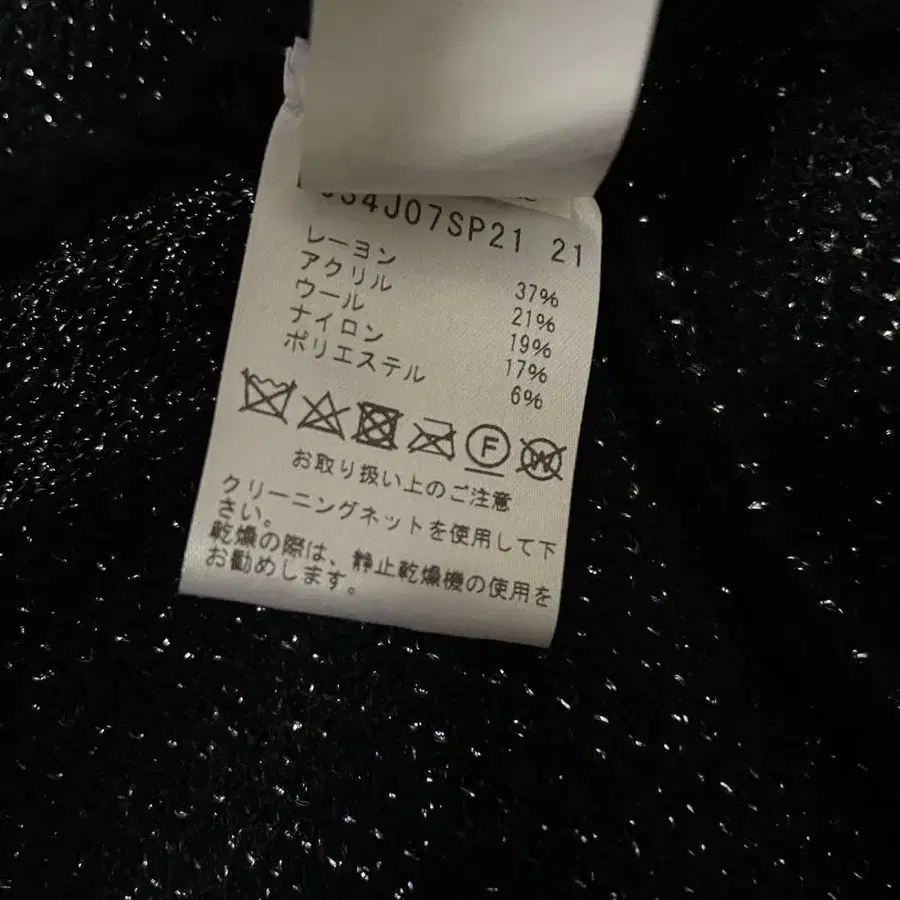 34J07SP21 21
レーヨン 37%
アクリル 21%
ウール 19%
ナイロン 17%
ポリエステル 6%
F W
お取り扱い上のご注意
クリーニングネットを使用して下
さい。
乾燥の際は、静止乾燥機の使用を
お勧めします。